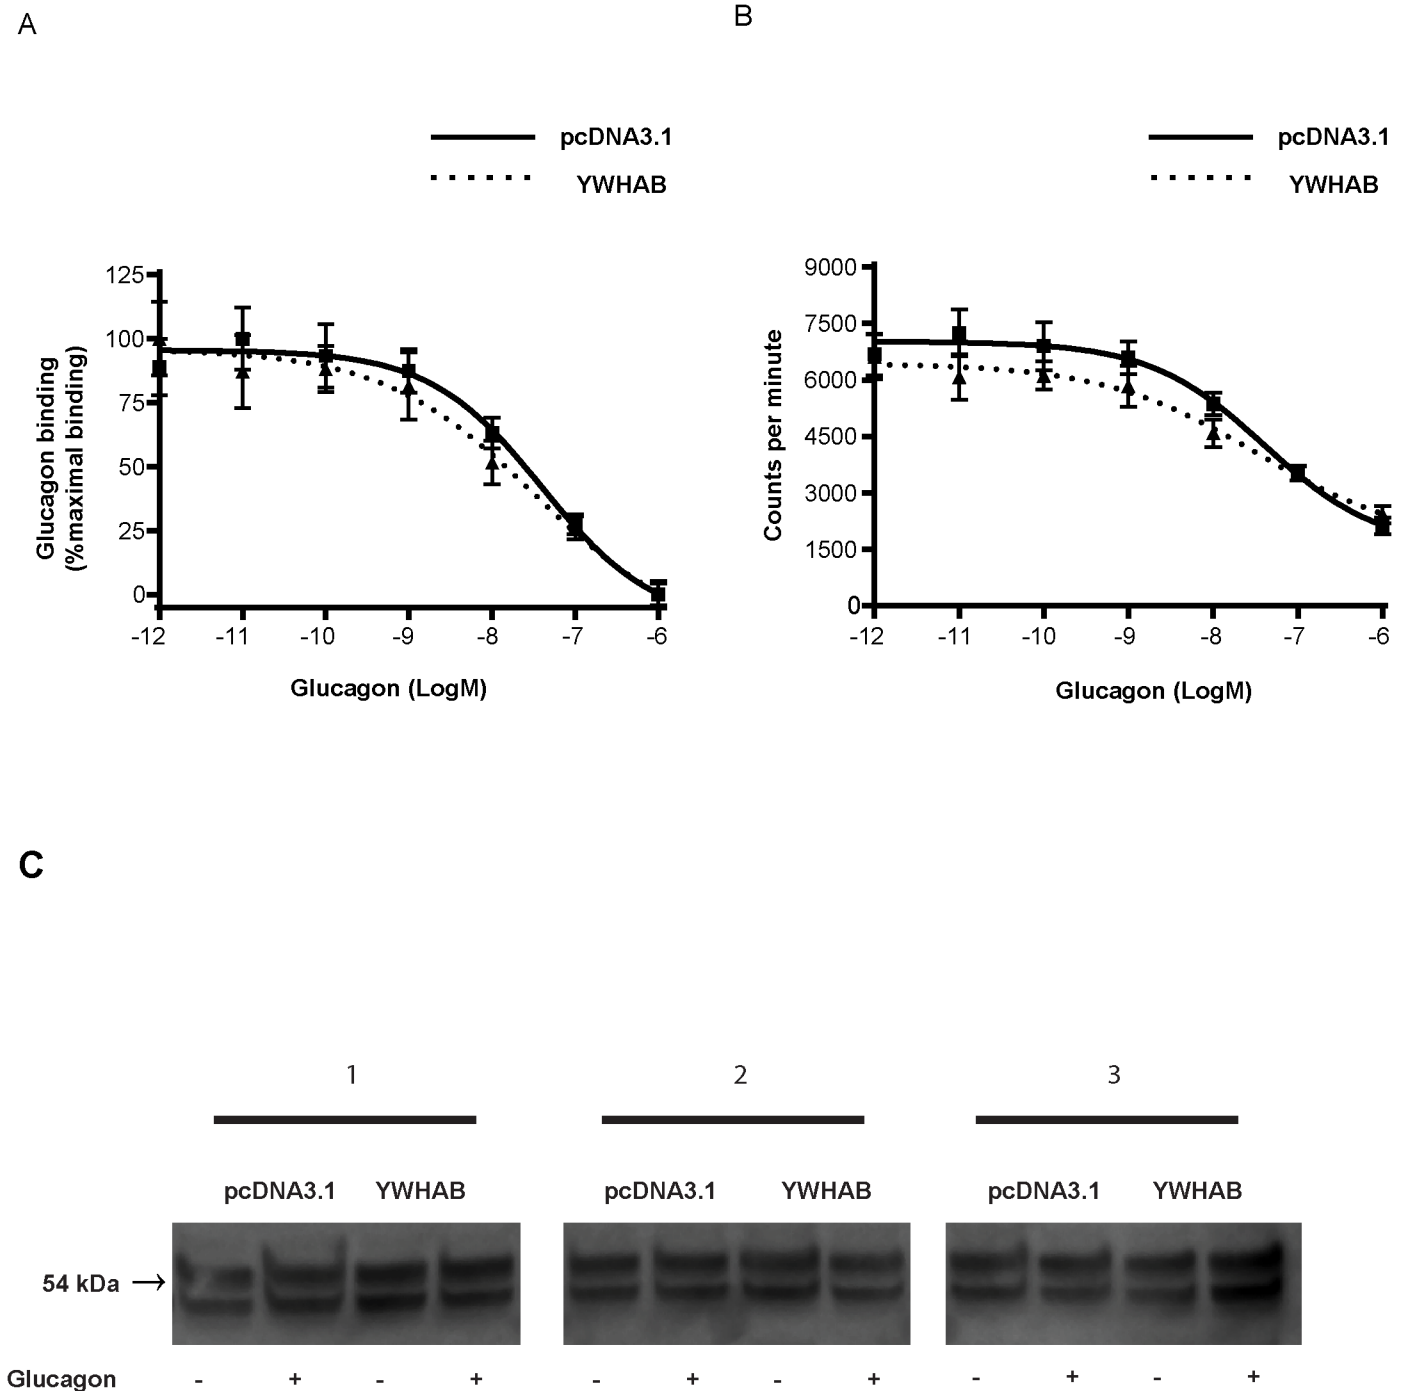 A
B
pcDNA3.1
YWHAB
pcDNA3.1
YWHAB
Glucagon binding
(%maximal binding)
125
100
75
50
25
0
-12 -11 -10 -9 -8 -7 -6
Glucagon (LogM)
Counts per minute
9000
7500
6000
4500
3000
1500
0
-12 -11 -10 -9 -8 -7 -6
Glucagon (LogM)
C
1 2 3
pcDNA3.1 YWHAB pcDNA3.1 YWHAB pcDNA3.1 YWHAB
54 kDa →
Glucagon - + - + - + - + - + - +